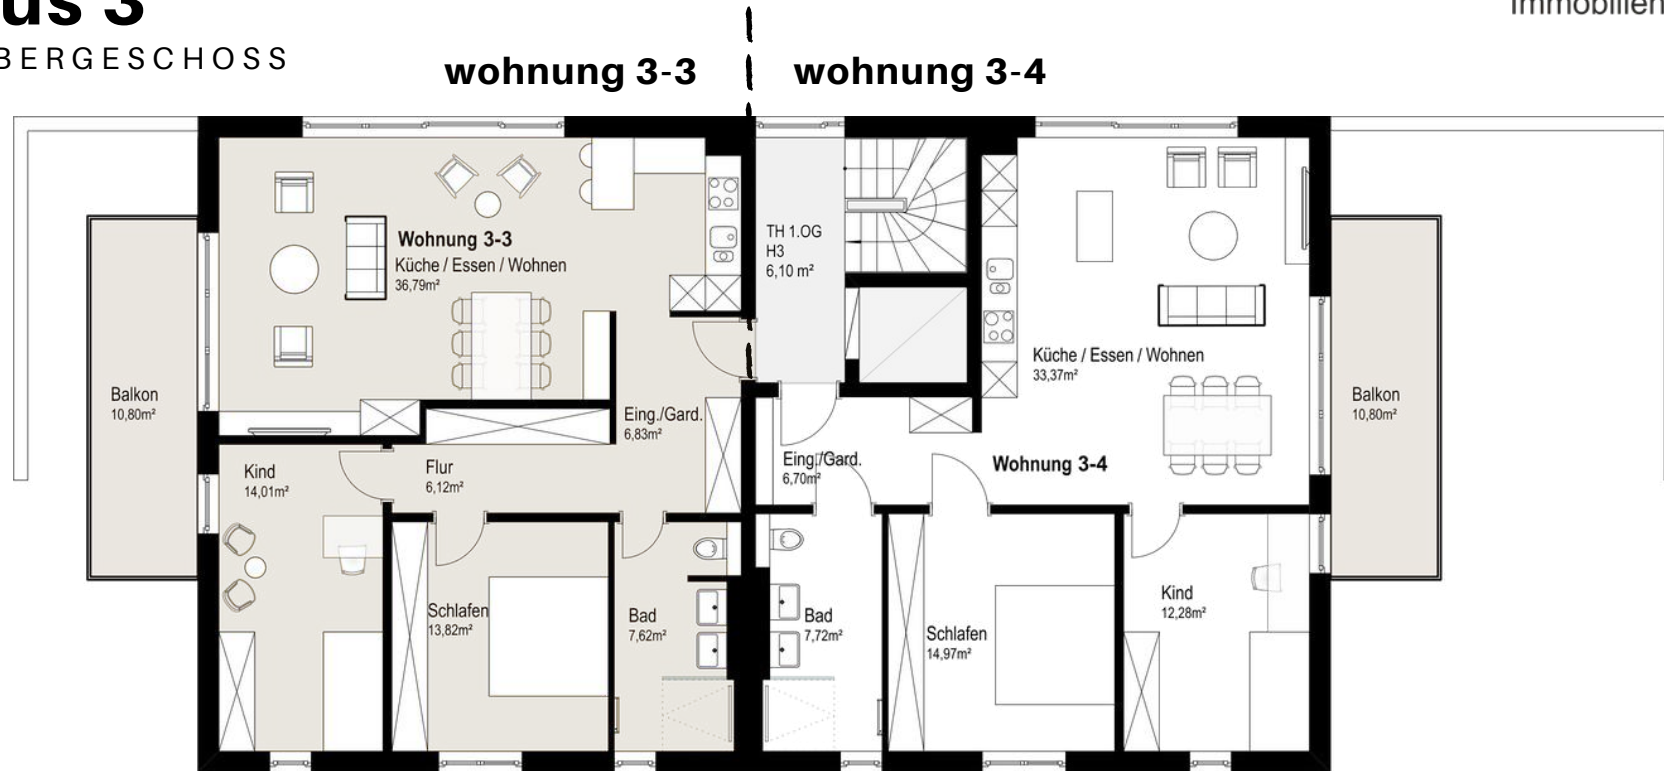 us 3
Immobilien
BERGESCHOSS
wohnung 3-3
wohnung 3-4
Wohnung 3-3
Küche / Essen / Wohnen
36,79m²
TH 1.OG
H3
6,10 m²
Küche / Essen / Wohnen
33,37m²
Balkon
10,80m²
Balkon
10,80m²
Eing./Gard.
6,83m²
Kind
14,01m²
Flur
6,12m²
Eing./Gard.
6,70m²
Wohnung 3-4
Schlafen
13,82m²
Bad
7,62m²
Bad
7,72m²
Schlafen
14,97m²
Kind
12,28m²